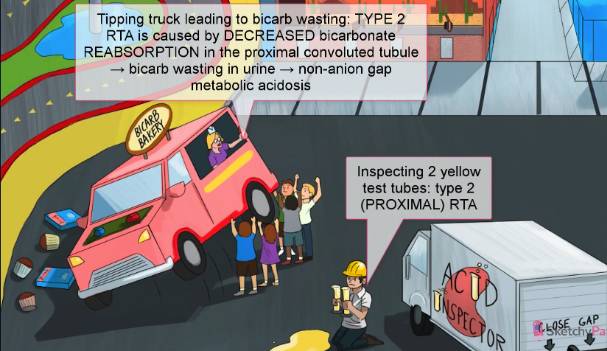 Tipping truck leading to bicarb wasting: TYPE 2
RTA is caused by DECREASED bicarbonate
REABSORPTION in the proximal convoluted tubule
→ bicarb wasting in urine → non-anion gap
metabolic acidosis
BICARB
BAKERY
Inspecting 2 yellow
test tubes: type 2
(PROXIMAL) RTA
ACID
INSPECTOR
CLOSE GAP
SketchyPa